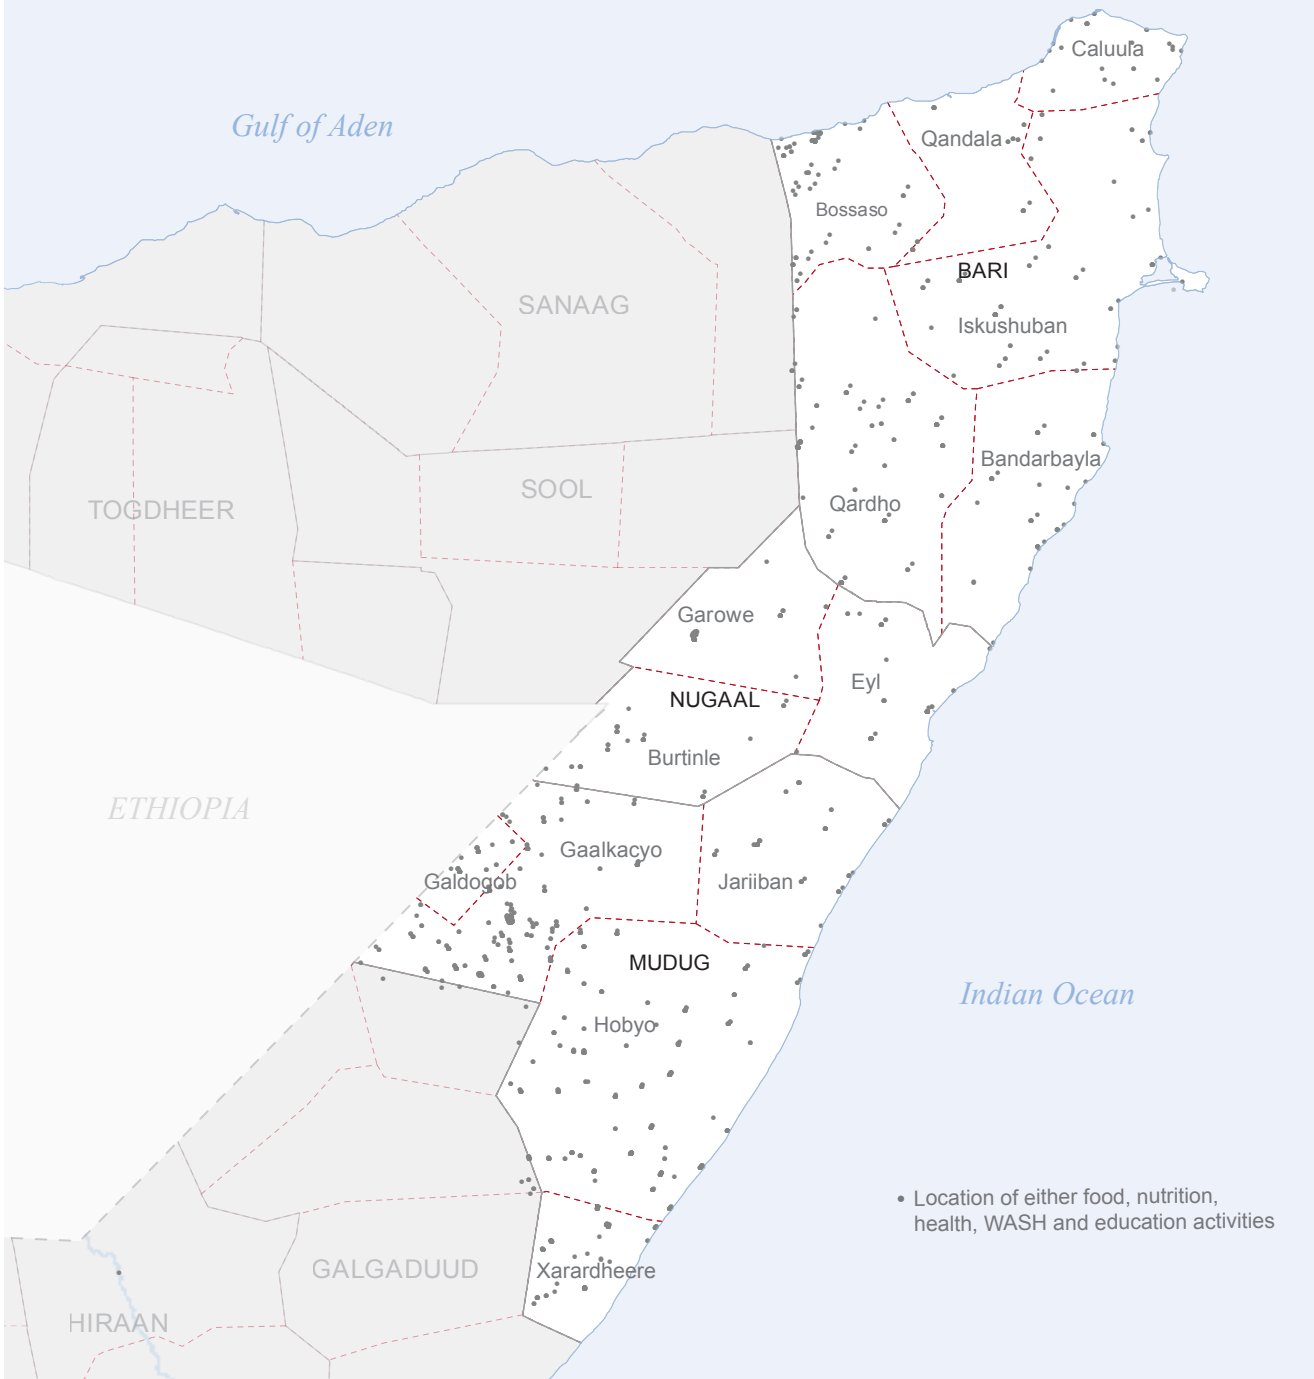 Caluula
Gulf of Aden
Qandala
Bossaso
BARI
SANAAG
Iskushuban
Bandarbayla
SOOL
TOGDHEER
Qardho
Garowe
Eyl
NUGAAL
Burtinle
ETHIOPIA
Gaalkacyo
Galdogob
Jariiban
MUDUG
Indian Ocean
Hobyo
Location of either food, nutrition,
health, WASH and education activities
GALGADUUD
Xarardheere
HIRAAN